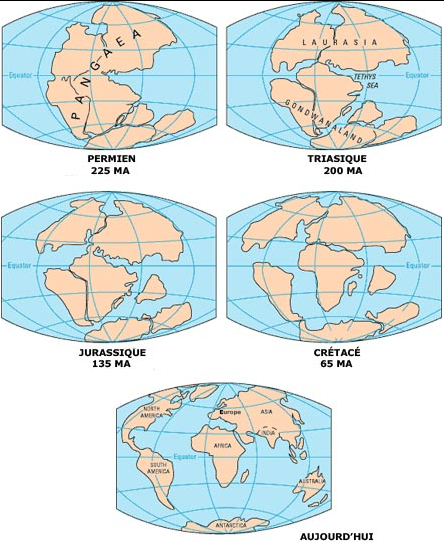 PANGAEA
Equator
PERMIEN
225 MA
LAURASIA
Equator
TETHYS
SEA
GONDWANALAND
TRIASIQUE
200 MA
Equator
JURASSIQUE
135 MA
Equator
CRÉTACÉ
65 MA
NORTH
AMERICA
Europe
ASIA
INDIA
AFRICA
Equator
SOUTH
AMERICA
AUSTRALIA
ANTARCTICA
AUJOURD'HUI